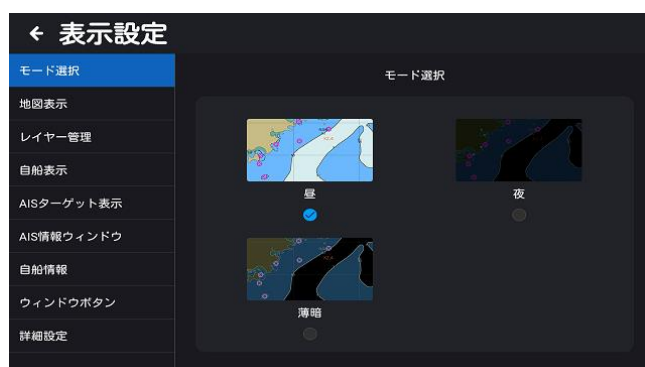 ← 表示設定
モード選択
地図表示
レイヤー管理
自船表示
AISターゲット表示
AIS情報ウィンドウ
自船情報
ウィンドウボタン
詳細設定
モード選択
昼
夜
薄暗